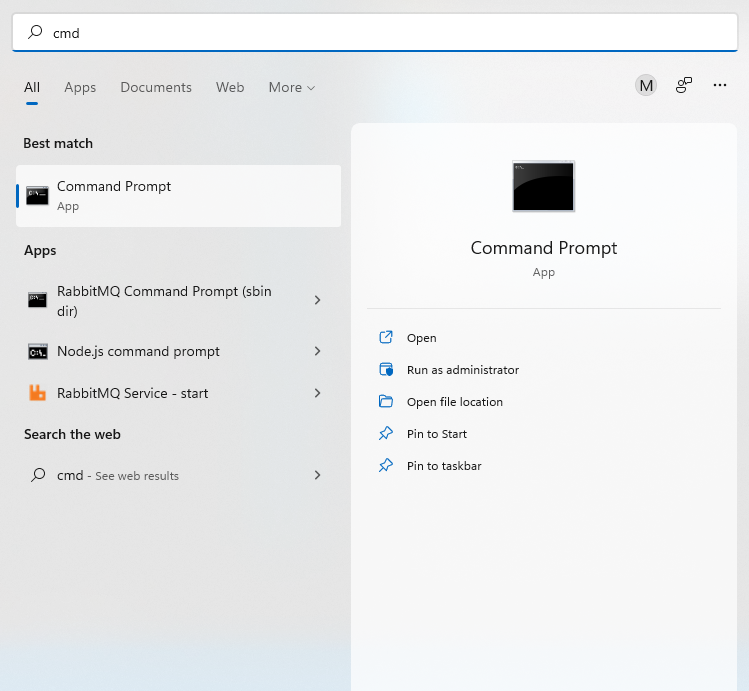 cmd
All
Apps
Documents
Web
More
M
Best match
Command Prompt
App
Apps
RabbitMQ Command Prompt (sbin
dir)
Node.js command prompt
RabbitMQ Service - start
Search the web
cmd - See web results
Command Prompt
App
Open
Run as administrator
Open file location
Pin to Start
Pin to taskbar